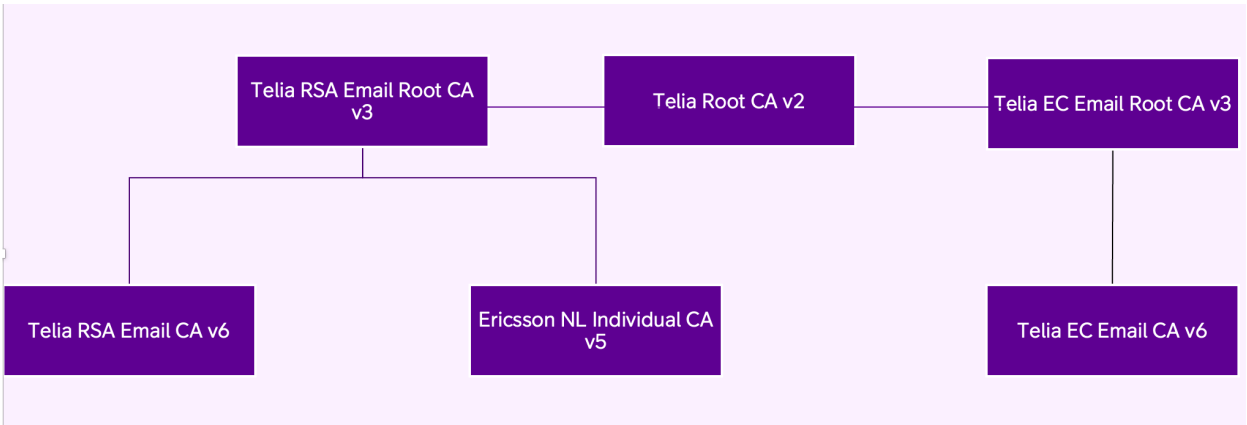 Telia RSA Email Root CA
v3
Telia Root CA v2
Telia EC Email Root CA v3
Telia RSA Email CA v6
Ericsson NL Individual CA
v5
Telia EC Email CA v6